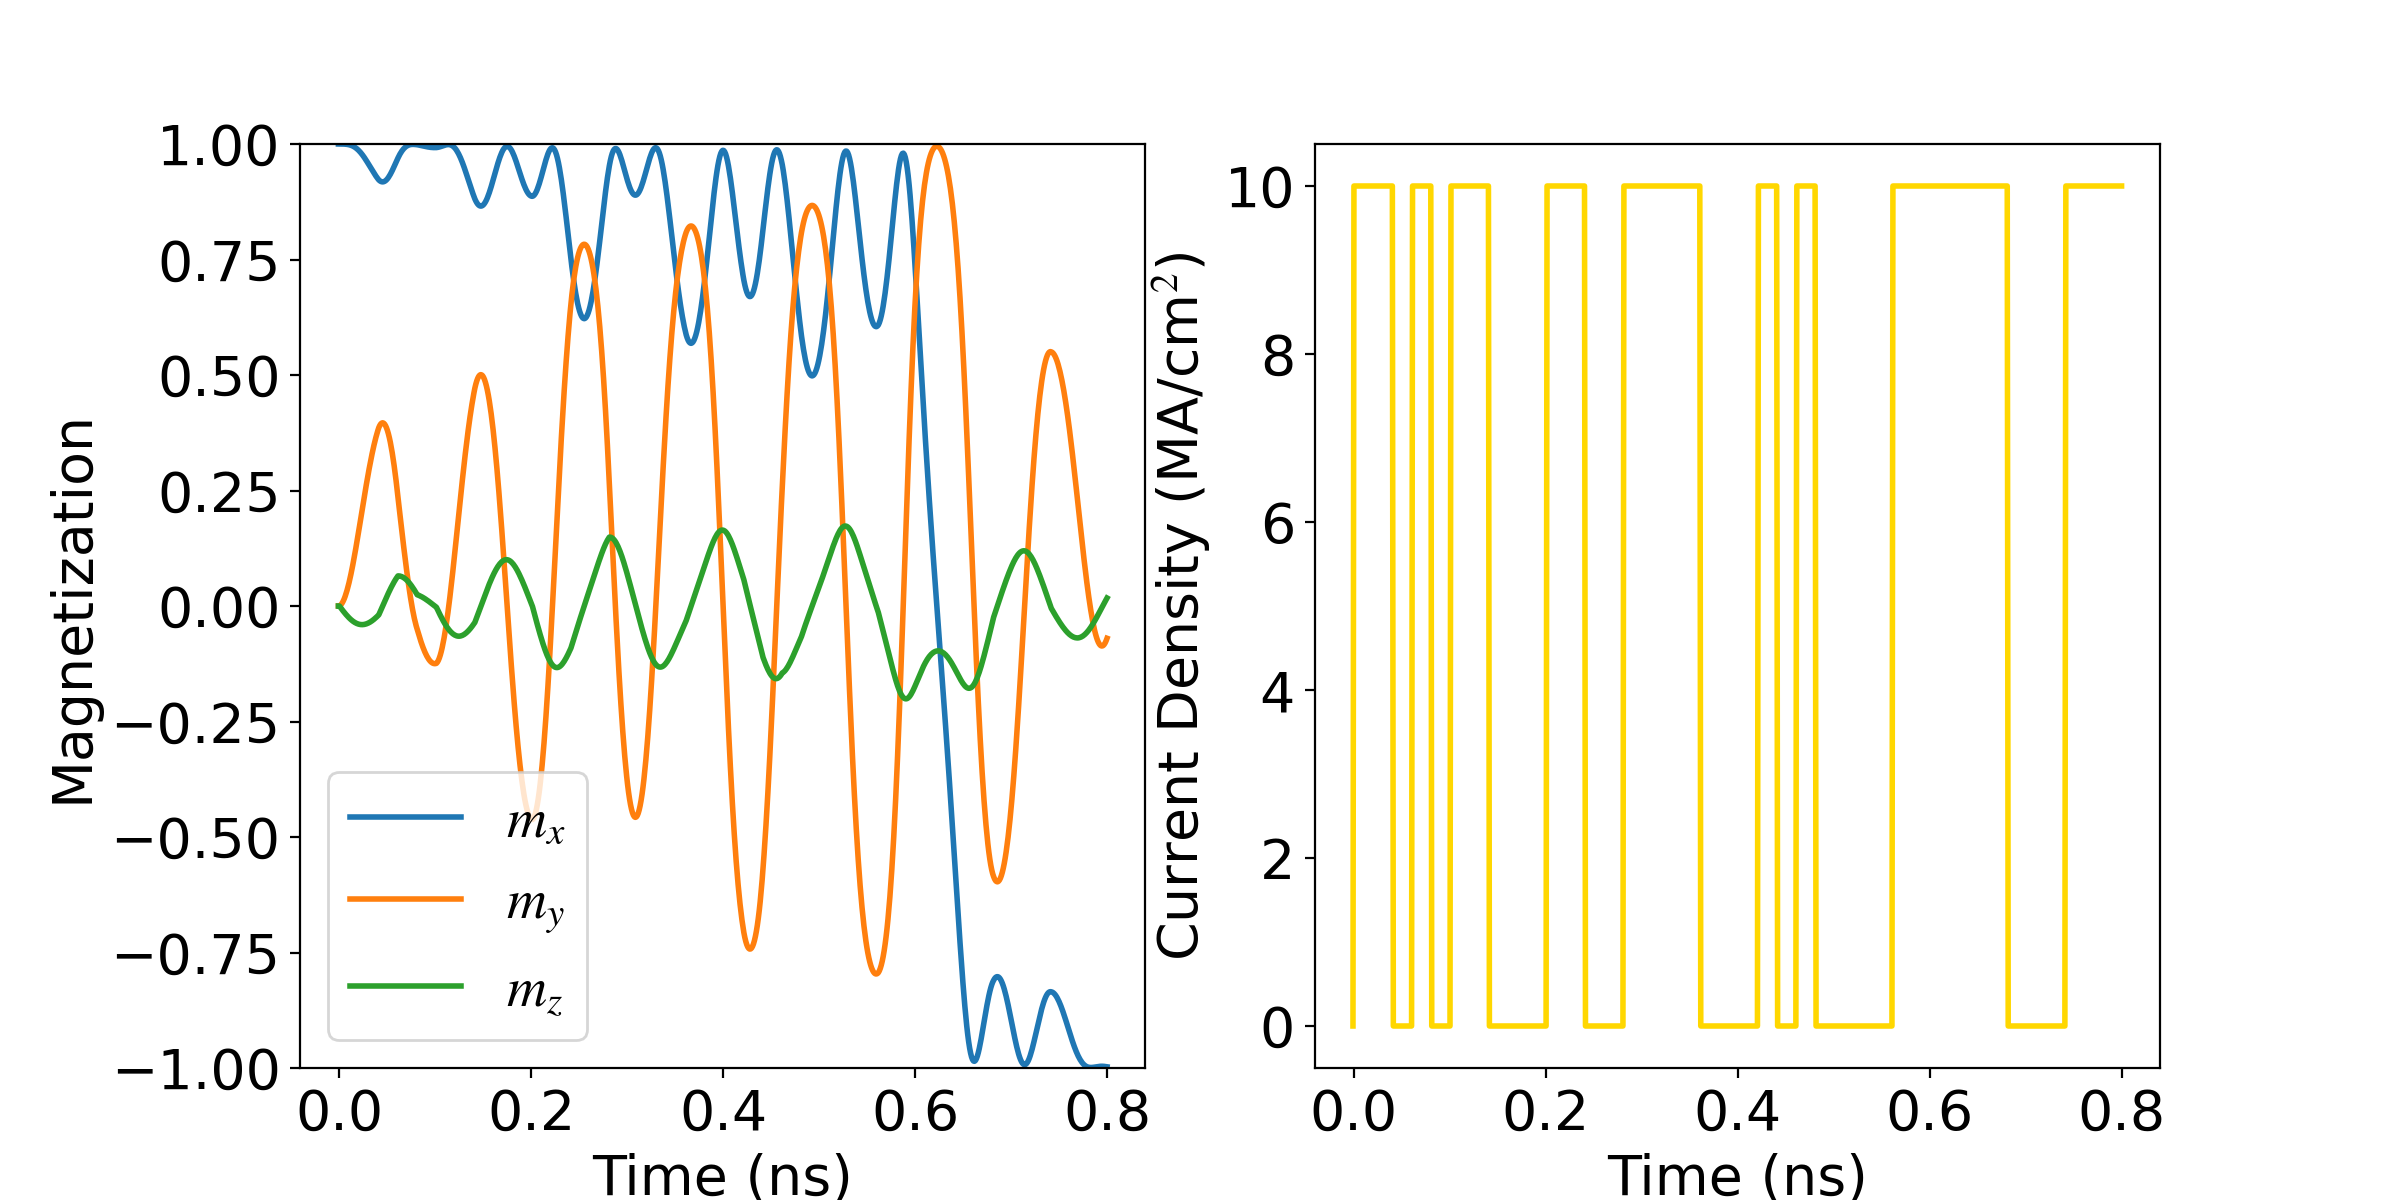 1.00
0.75
0.50
0.25
0.00
−0.25
−0.50
−0.75
−1.00
Magnetization
m_x
m_y
m_z
0.0 0.2 0.4 0.6 0.8
Time (ns)
10
8
6
4
2
0
Current Density (MA/cm²)
0.0 0.2 0.4 0.6 0.8
Time (ns)